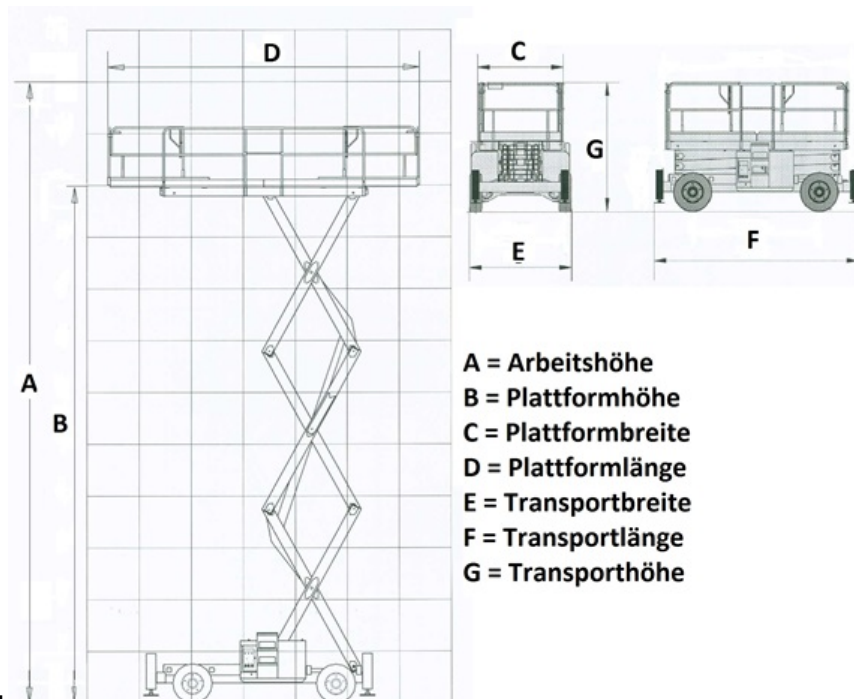 D
C
G
E
F
A
B
A = Arbeitshöhe
B = Plattformhöhe
C = Plattformbreite
D = Plattformlänge
E = Transportbreite
F = Transportlänge
G = Transporthöhe